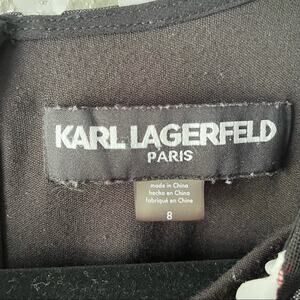 KARL LAGERFELD
PARIS
made in China
hecho en China
fabriqué en Chine
8